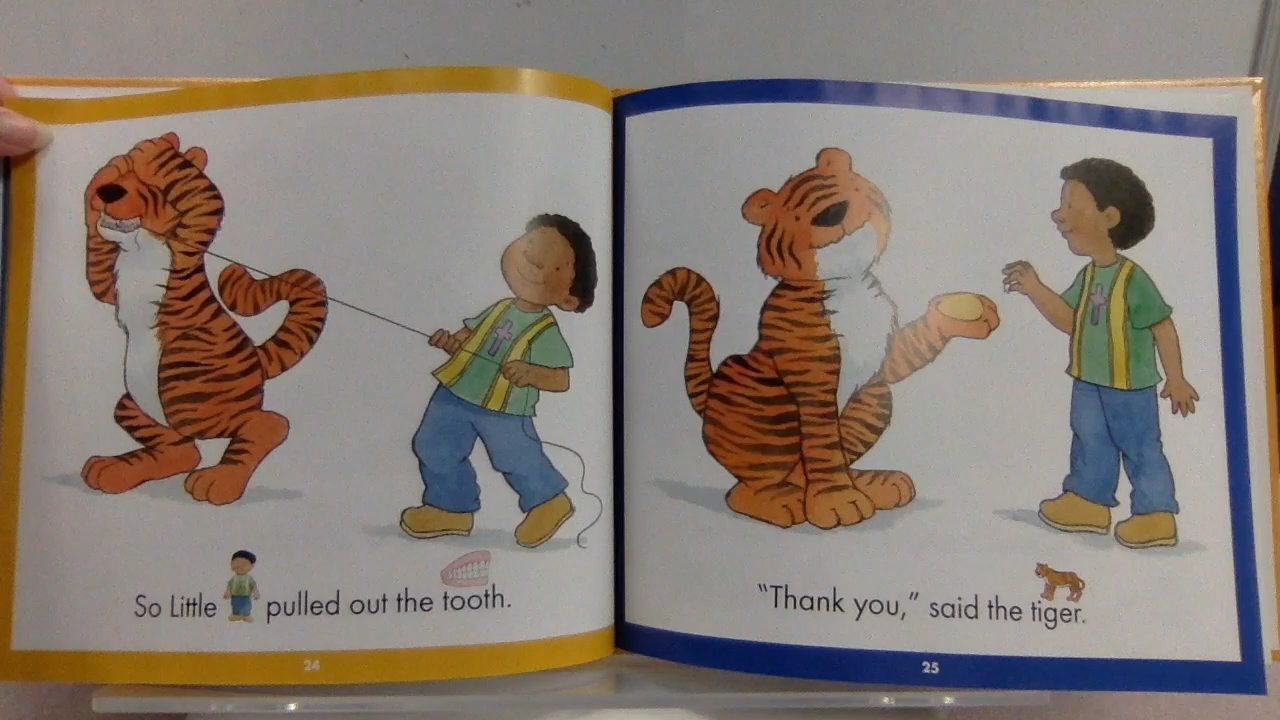 So Little pulled out the tooth.
24
"Thank you," said the tiger.
25